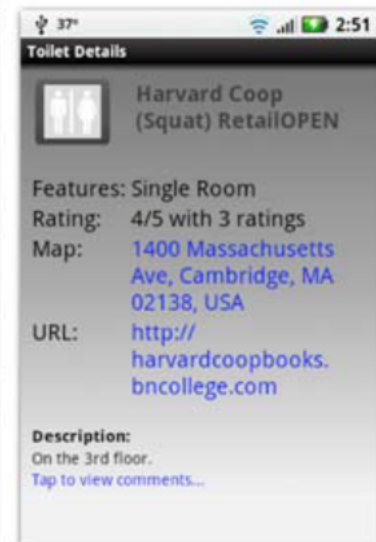 37° 2:51
Toilet Details
Harvard Coop
(Squat) RetailOPEN
Features: Single Room
Rating: 4/5 with 3 ratings
Map: 1400 Massachusetts
Ave, Cambridge, MA
02138, USA
URL: http://
harvardcoopbooks.
bncollege.com
Description:
On the 3rd floor.
Tap to view comments...